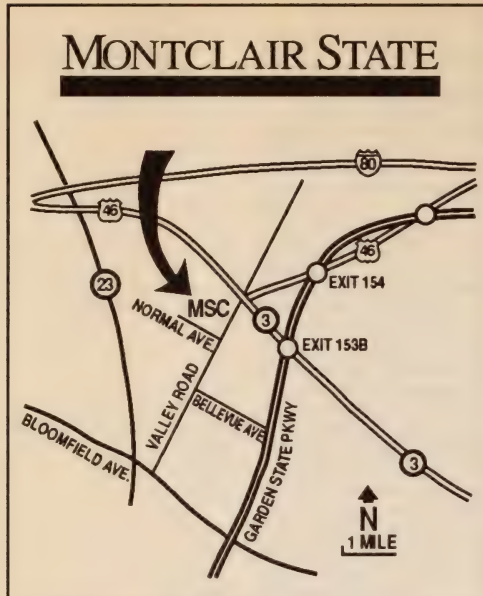 MONTCLAIR STATE
80
46
46
23
MSC
EXIT 154
NORMAL AVE.
3
EXIT 153B
VALLEY ROAD
BELLEVUE AVE.
BLOOMFIELD AVE.
GARDEN STATE PKWY
3
N
1 MILE